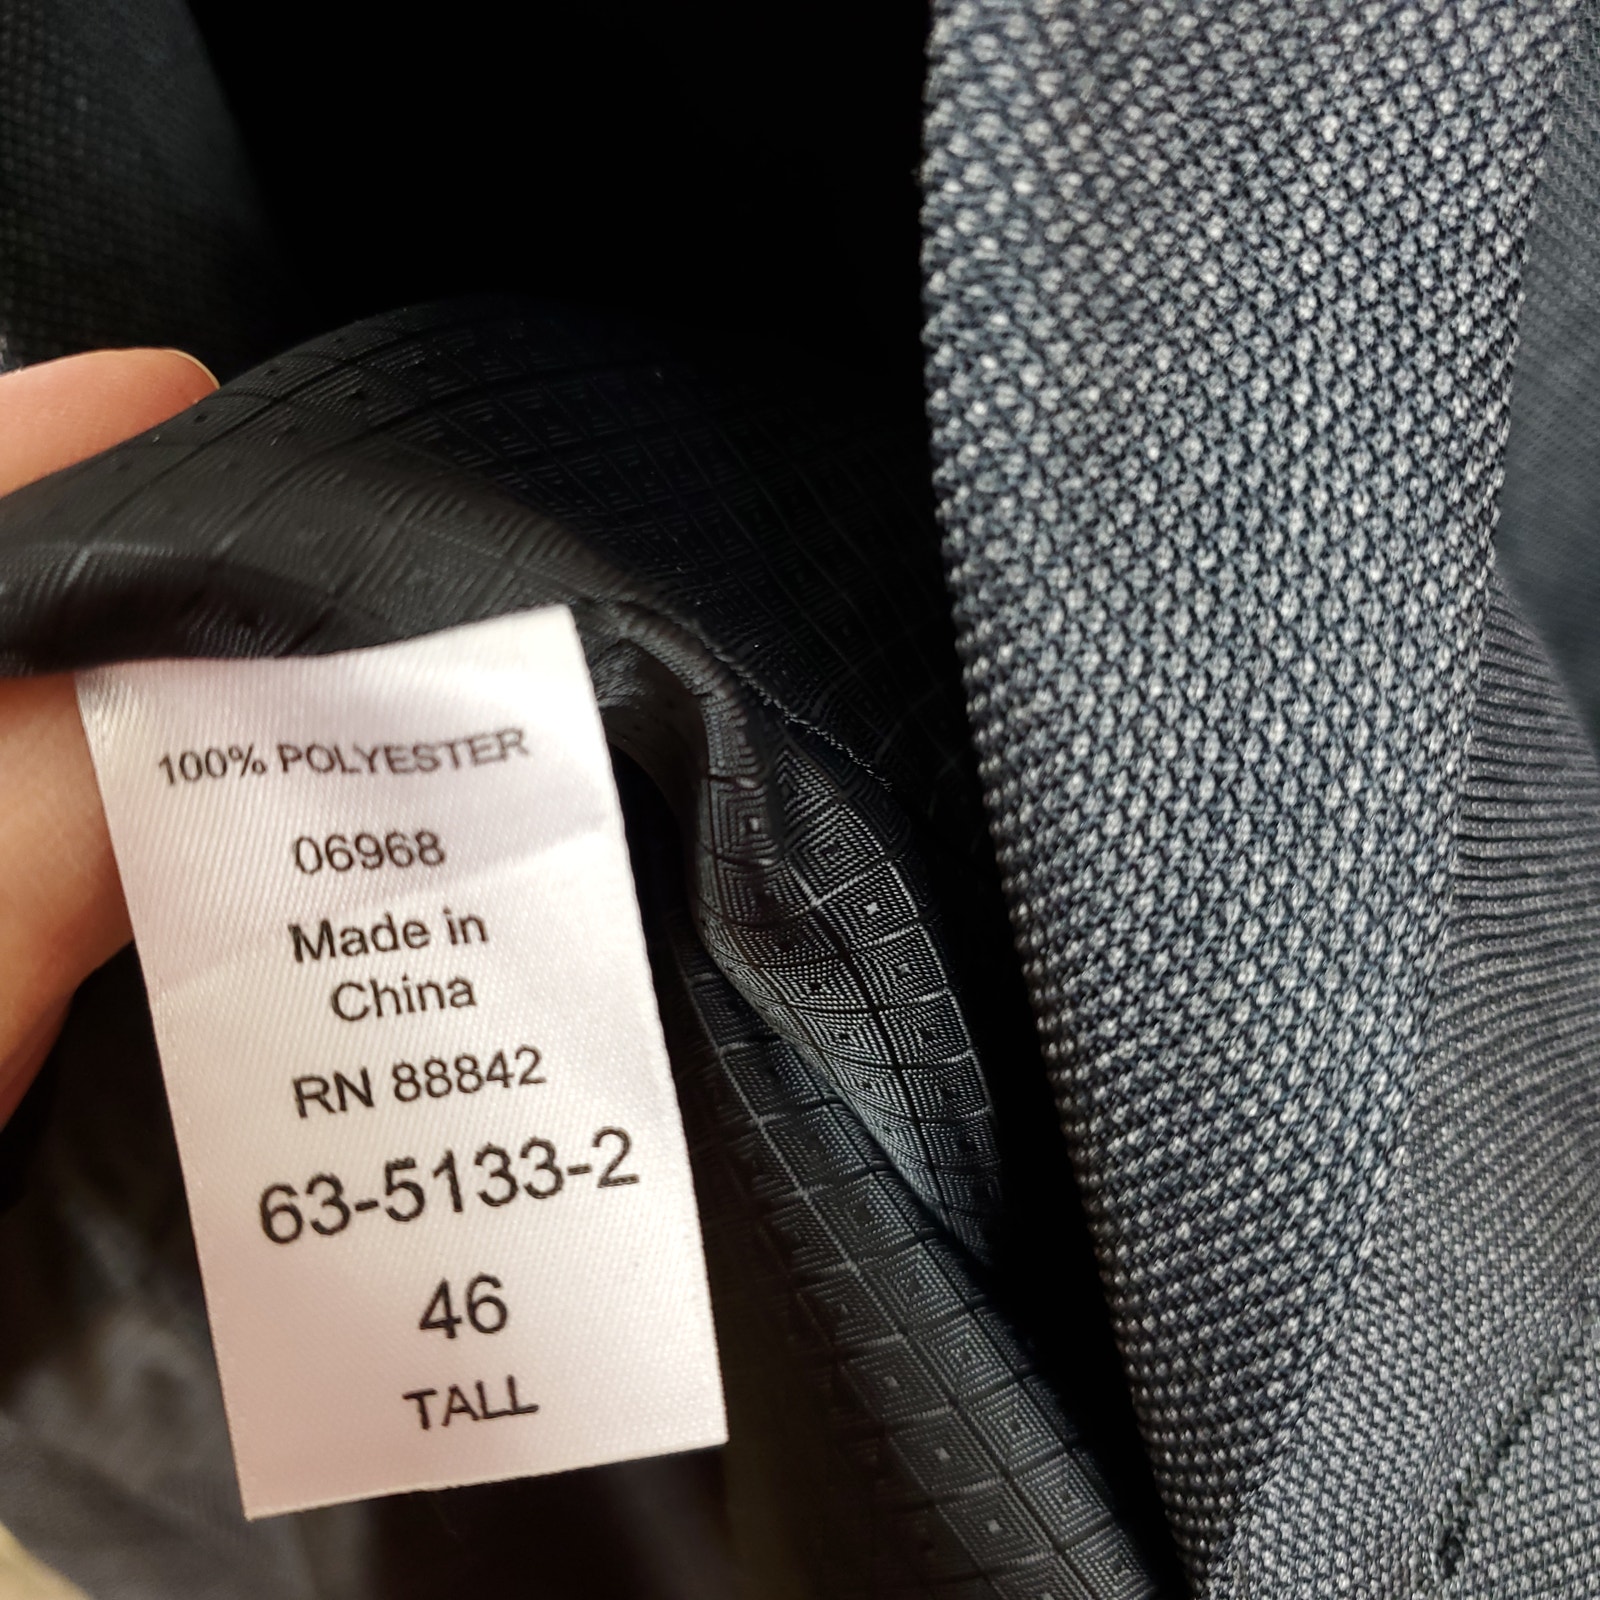 100% POLYESTER
06968
Made in
China
RN 88842
63-5133-2
46
TALL